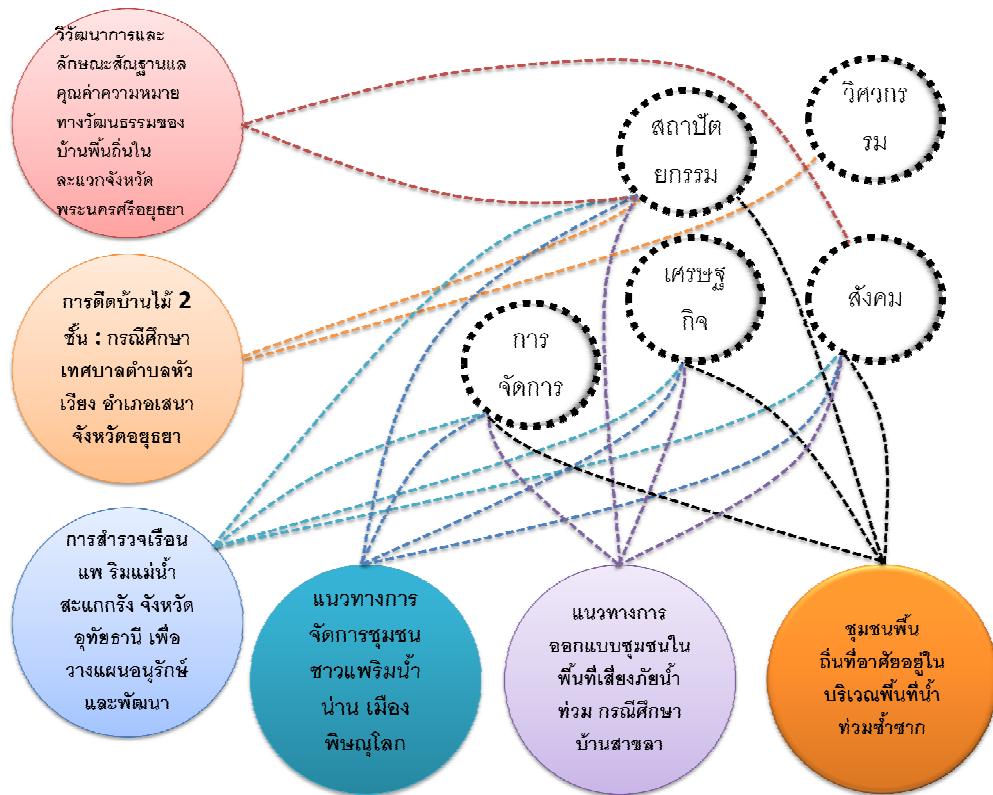 วิวัฒนาการและ
ลักษณะสัณฐานแล
คุณค่าความหมาย
ทางวัฒนธรรมของ
บ้านพื้นถิ่นใน
ละแวกจังหวัด
พระนครศรีอยุธยา
สถาปัต
ยกรรม
วิศวกร
รม
การดีดบ้านไม้ 2
ชั้น : กรณีศึกษา
เทศบาลตำบลหัว
เวียง อำเภอเสนา
จังหวัดอยุธยา
การ
จัดการ
เศรษฐ
กิจ
สังคม
การสำรวจเรือน
แพ ริมแม่น้ำ
สะแกกรัง จังหวัด
อุทัยธานี เพื่อ
วางแผนอนุรักษ์
และพัฒนา
แนวทางการ
จัดการชุมชน
ชาวแพริมน้ำ
น่าน เมือง
พิษณุโลก
แนวทางการ
ออกแบบชุมชนใน
พื้นที่เสี่ยงภัยน้ำ
ท่วม กรณีศึกษา
บ้านสาขลา
ชุมชนพื้น
ถิ่นที่อาศัยอยู่ใน
บริเวณพื้นที่น้ำ
ท่วมซ้ำซาก